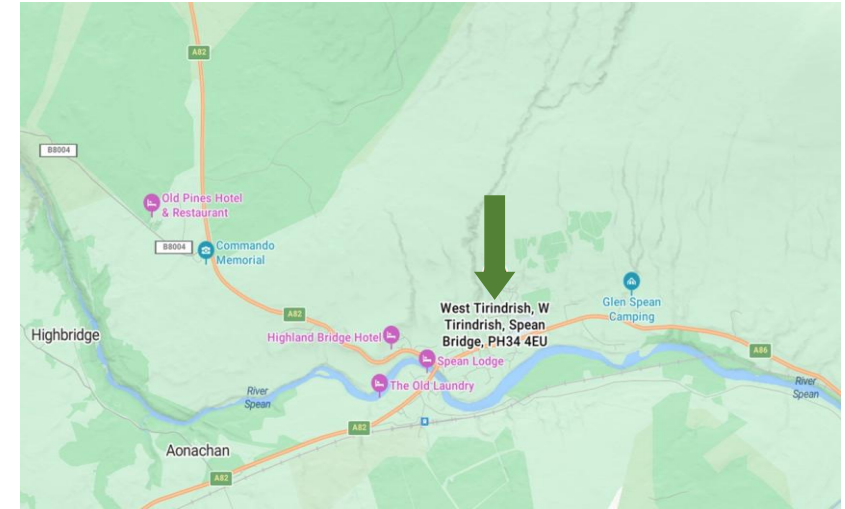 A82
B8004
Old Pines Hotel
& Restaurant
B8004
Commando
Memorial
West Tirindrish, W
Tirindrish, Spean
Bridge, PH34 4EU
Glen Spean
Camping
A82
Highbridge
Highland Bridge Hotel
Spean Lodge
A86
The Old Laundry
River
Spean
River
Spean
A82
Aonachan
A82